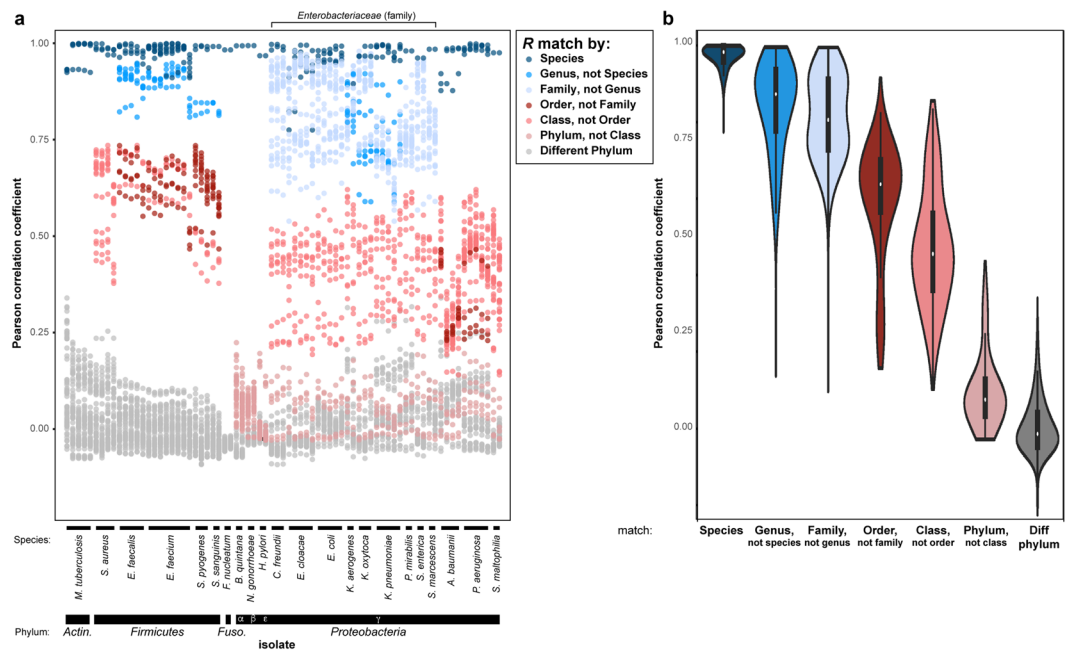 a
Enterobacteriaceae (family)
Pearson correlation coefficient
1.00
0.75
0.50
0.25
0.00
R match by:
Species
Genus, not Species
Family, not Genus
Order, not Family
Class, not Order
Phylum, not Class
Different Phylum
Species:
M. tuberculosis
S. aureus
E. faecalis
E. faecium
S. pyogenes
S. sanguinis
F. nucleatum
B. quintana
N. gonorrhoeae
H. pylori
C. freundii
E. cloacae
E. coli
K. aerogenes
K. oxytoca
K. pneumoniae
P. mirabilis
S. enterica
S. marcescens
A. baumanii
P. aeruginosa
S. maltophilia
α β ε γ
Phylum: Actin. Firmicutes Fuso. Proteobacteria
isolate
b
Pearson correlation coefficient
1.00
0.75
0.50
0.25
0.00
match:
Species
Genus,
not species
Family,
not genus
Order,
not family
Class,
not order
Phylum,
not class
Diff
phylum